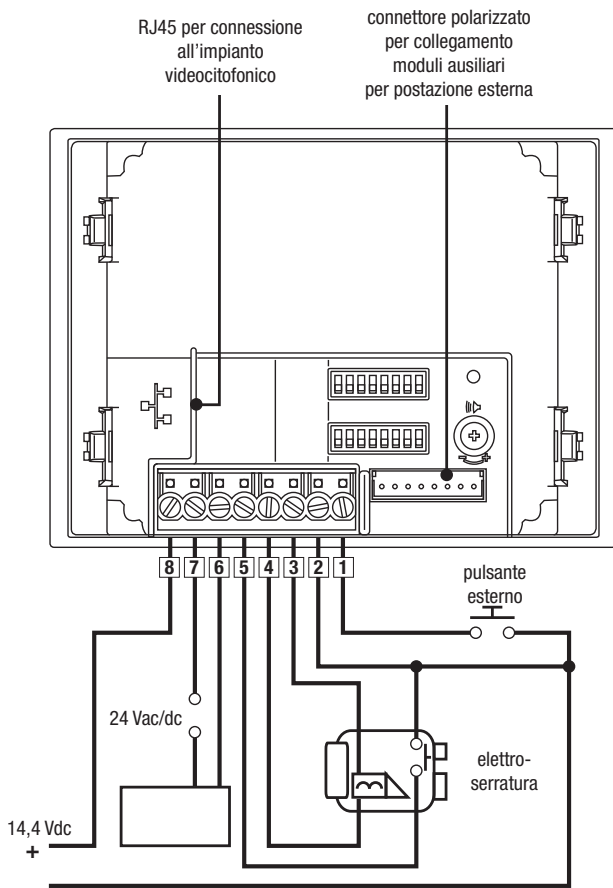 RJ45 per connessione
all'impianto
videocitofonico
connettore polarizzato
per collegamento
moduli ausiliari
per postazione esterna
8 7 6 5 4 3 2 1
pulsante
esterno
24 Vac/dc
elettro-
serratura
14,4 Vdc
+